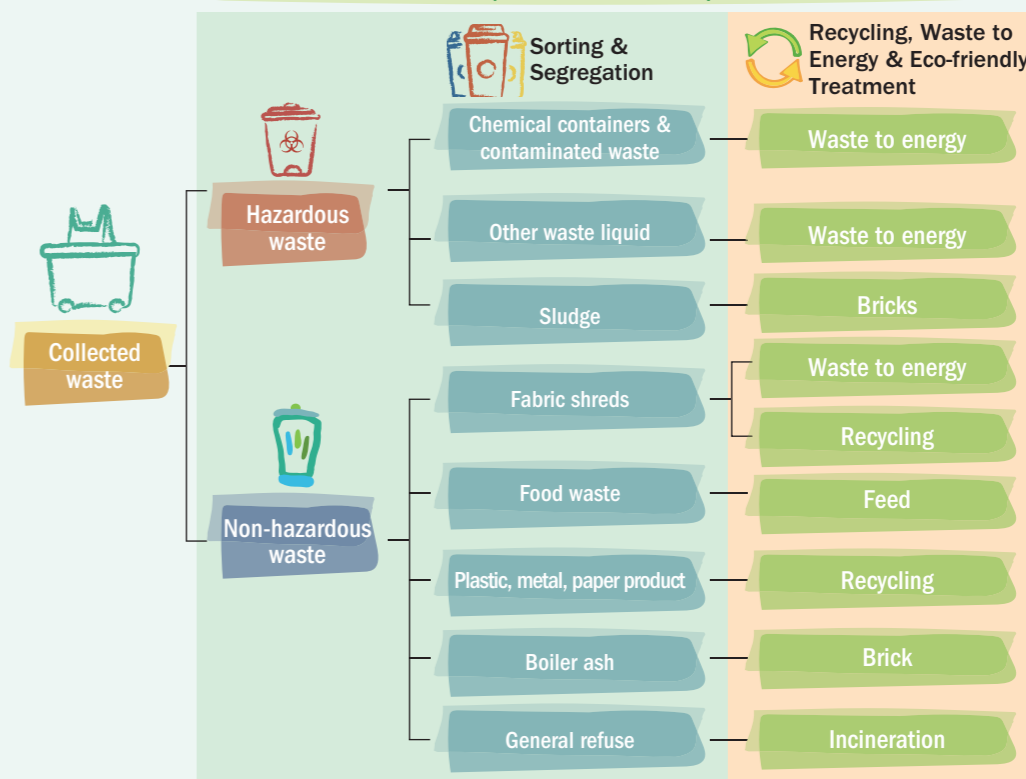 Sorting &
Segregation
Recycling, Waste to
Energy & Eco-friendly
Treatment
Collected
waste
Hazardous
waste
Chemical containers &
contaminated waste
Waste to energy
Other waste liquid
Waste to energy
Sludge
Bricks
Non-hazardous
waste
Fabric shreds
Waste to energy
Recycling
Food waste
Feed
Plastic, metal, paper product
Recycling
Boiler ash
Brick
General refuse
Incineration